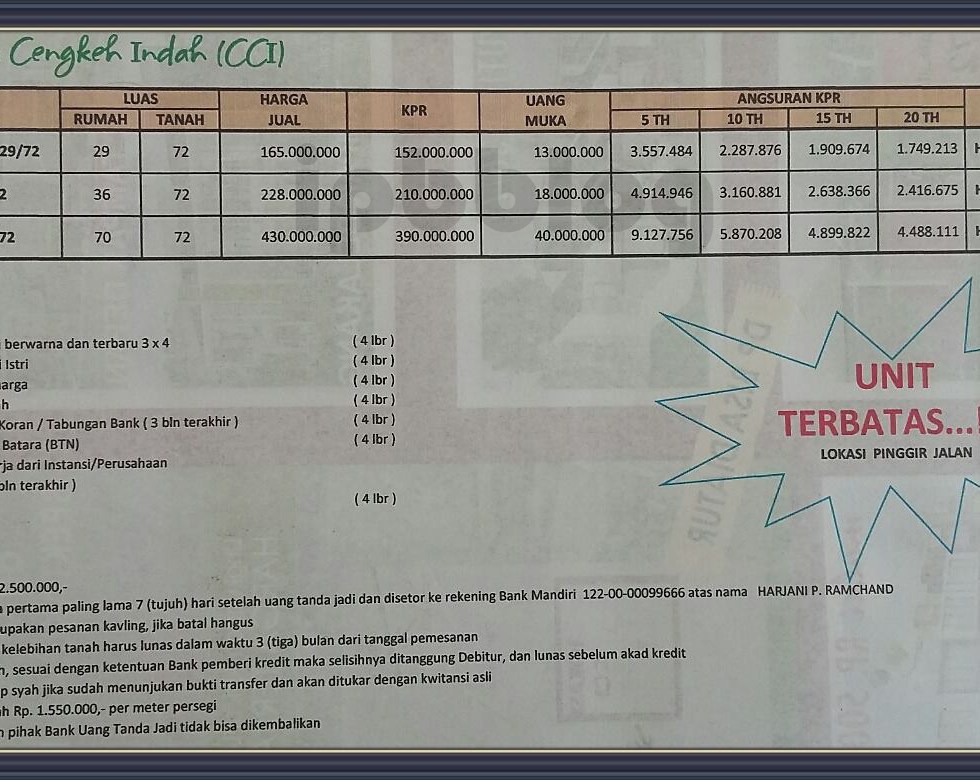 Cengkeh Indah (CCI)
LUAS HARGA JUAL KPR UANG MUKA ANGSURAN KPR
RUMAH TANAH 5 TH 10 TH 15 TH 20 TH
29/72 29 72 165.000.000 152.000.000 13.000.000 3.557.484 2.287.876 1.909.674 1.749.213 H
2 36 72 228.000.000 210.000.000 18.000.000 4.914.946 3.160.881 2.638.366 2.416.675 H
72 70 72 430.000.000 390.000.000 40.000.000 9.127.756 5.870.208 4.899.822 4.488.111 H
berwarna dan terbaru 3 x 4 ( 4 lbr )
i Istri ( 4 lbr )
arga ( 4 lbr )
h ( 4 lbr )
Koran / Tabungan Bank ( 3 bln terakhir ) ( 4 lbr )
Batara (BTN) ( 4 lbr )
rja dari Instansi/Perusahaan
bln terakhir )
( 4 lbr )
UNIT
TERBATAS...!
LOKASI PINGGIR JALAN
2.500.000,-
pertama paling lama 7 (tujuh) hari setelah uang tanda jadi dan disetor ke rekening Bank Mandiri 122-00-00099666 atas nama HARJANI P. RAMCHAND
upakan pesanan kavling, jika batal hangus
kelebihan tanah harus lunas dalam waktu 3 (tiga) bulan dari tanggal pemesanan
n, sesuai dengan ketentuan Bank pemberi kredit maka selisihnya ditanggung Debitur, dan lunas sebelum akad kredit
p syah jika sudah menunjukan bukti transfer dan akan ditukar dengan kwitansi asli
ah Rp. 1.550.000,- per meter persegi
n pihak Bank Uang Tanda Jadi tidak bisa dikembalikan